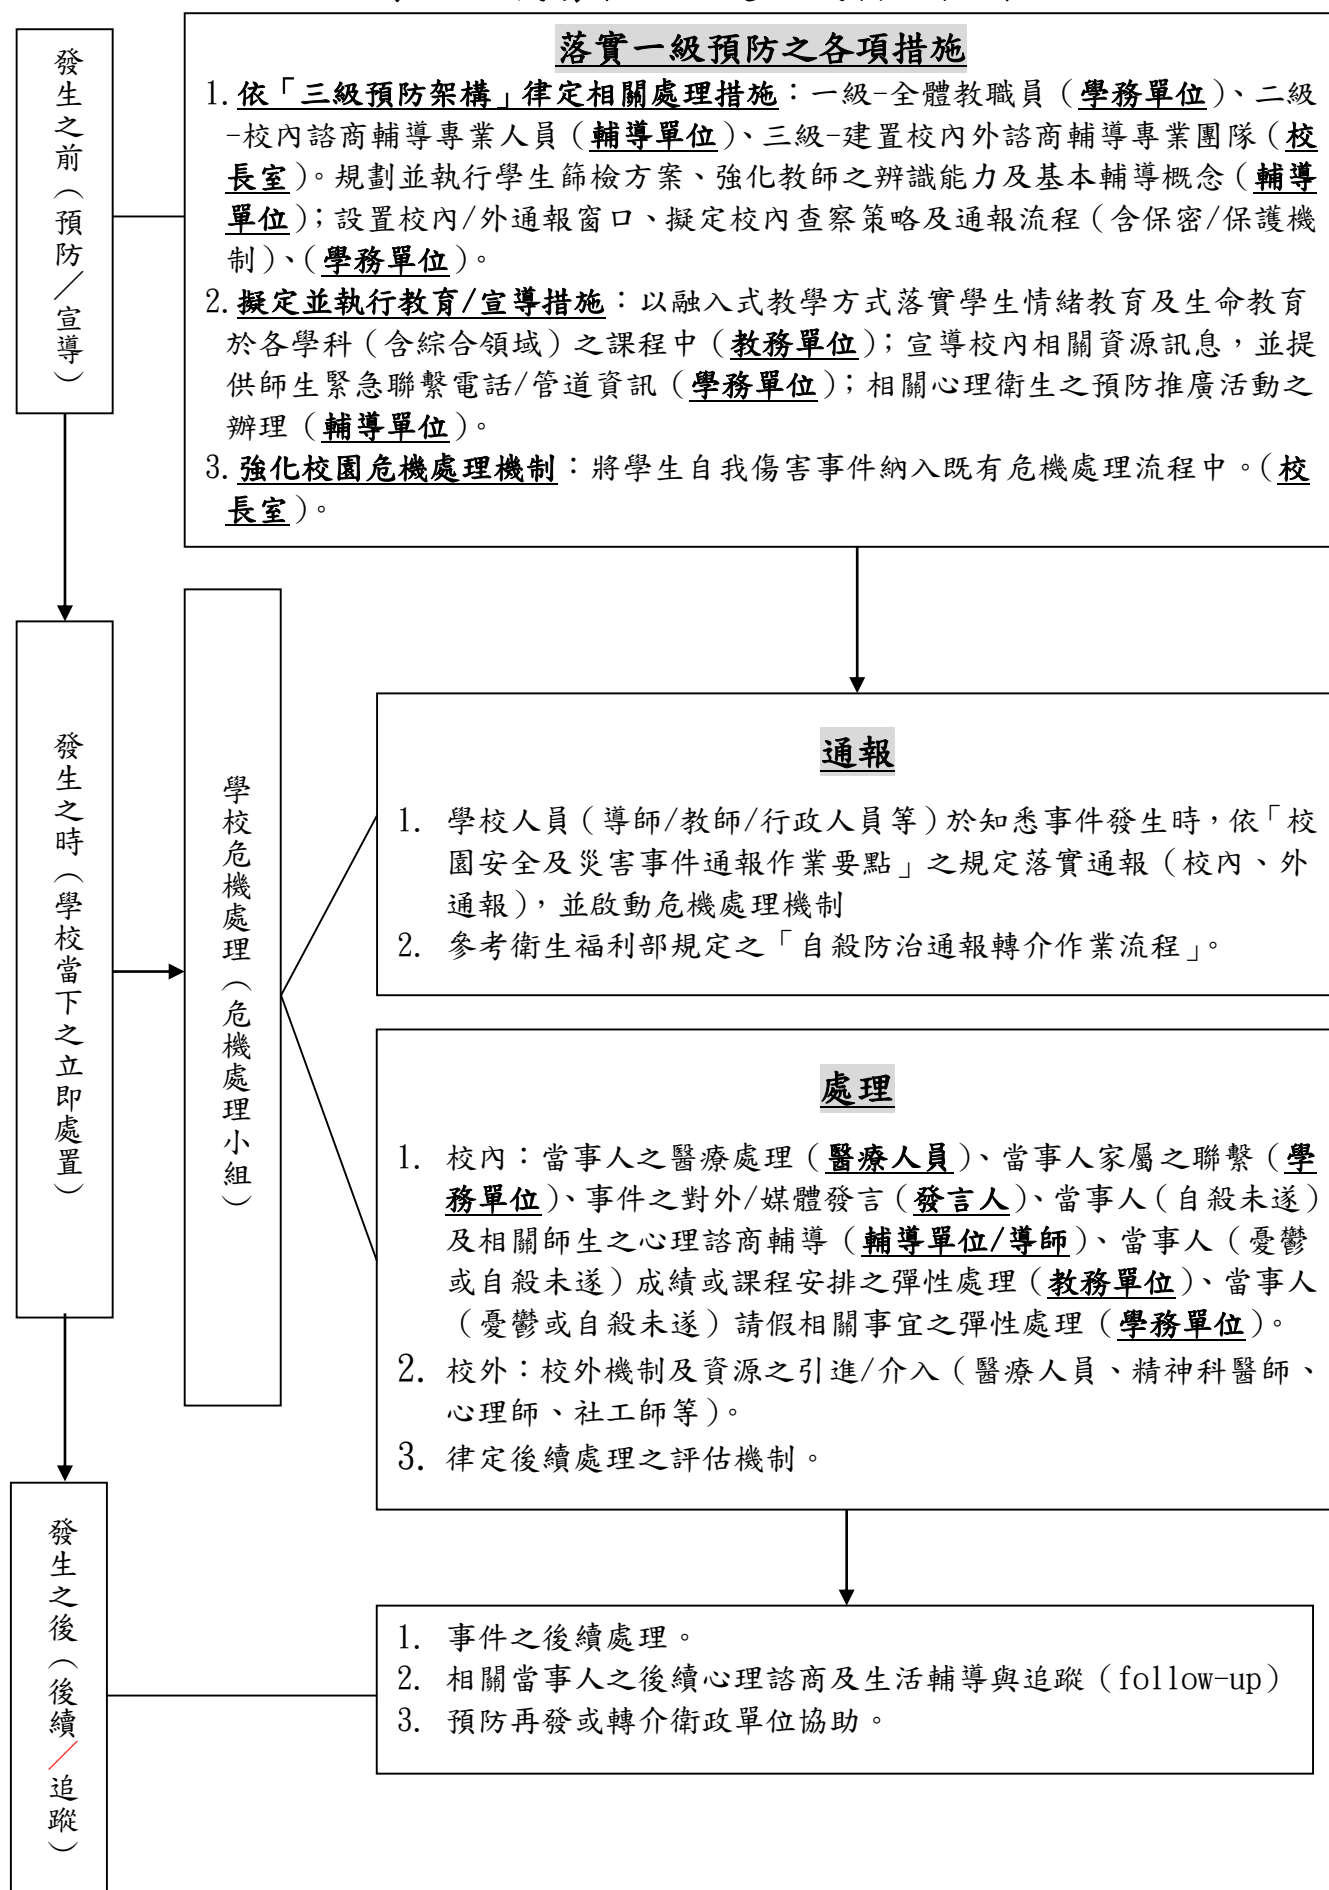 發生之前（預防／宣導）
落實一級預防之各項措施
1.依「三級預防架構」律定相關處理措施：一級-全體教職員（學務單位）、二級
-校內諮商輔導專業人員（輔導單位）、三級-建置校內外諮商輔導專業團隊（校
長室）。規劃並執行學生篩檢方案、強化教師之辨識能力及基本輔導概念（輔導
單位）；設置校內/外通報窗口、擬定校內查察策略及通報流程（含保密/保護機
制）、（學務單位）。
2.擬定並執行教育/宣導措施：以融入式教學方式落實學生情緒教育及生命教育
於各學科（含綜合領域）之課程中（教務單位）；宣導校內相關資源訊息，並提
供師生緊急聯繫電話/管道資訊（學務單位）；相關心理衛生之預防推廣活動之
辦理（輔導單位）。
3.強化校園危機處理機制：將學生自我傷害事件納入既有危機處理流程中。（校
長室）。
發生之時（學校當下之立即處置）
學校危機處理（危機處理小組）
通報
1. 學校人員（導師/教師/行政人員等）於知悉事件發生時，依「校
園安全及災害事件通報作業要點」之規定落實通報（校內、外
通報），並啟動危機處理機制
2. 參考衛生福利部規定之「自殺防治通報轉介作業流程」。
處理
1. 校內：當事人之醫療處理（醫療人員）、當事人家屬之聯繫（學
務單位）、事件之對外/媒體發言（發言人）、當事人（自殺未遂）
及相關師生之心理諮商輔導（輔導單位/導師）、當事人（憂鬱
或自殺未遂）成績或課程安排之彈性處理（教務單位）、當事人
（憂鬱或自殺未遂）請假相關事宜之彈性處理（學務單位）。
2. 校外：校外機制及資源之引進/介入（醫療人員、精神科醫師、
心理師、社工師等）。
3. 律定後續處理之評估機制。
發生之後（後續／追蹤）
1. 事件之後續處理。
2. 相關當事人之後續心理諮商及生活輔導與追蹤（follow-up）
3. 預防再發或轉介衛政單位協助。